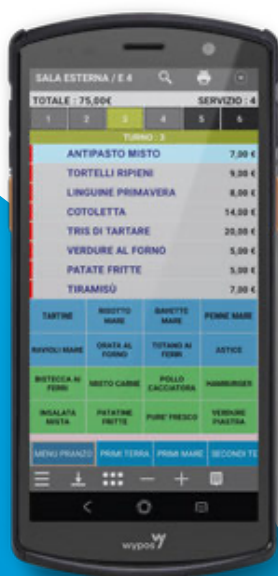 SALA ESTERNA / E 4
TOTALE : 75,00€ SERVIZIO : 4
1 2 3 4 5 6
TURNO : 3
ANTIPASTO MISTO 7,00 €
TORTELLI RIPIENI 9,00 €
LINGUINE PRIMAVERA 8,00 €
COTOLETTA 14,00 €
TRIS DI TARTARE 20,00 €
VERDURE AL FORNO 5,00 €
PATATE FRITTE 5,00 €
TIRAMISÙ 7,00 €
TARTINE RISOTTO MARE BAVETTE MARE PENNE MARE
RAVIOLI MARE ORATA AL FORNO TOTANO AI FERRI ASTICE
BISTECCA AI FERRI MISTO CARNE POLLO CACCIATORA HAMBURGER
INSALATA MISTA PATATINE FRITTE PURE' FRESCO VERDURE PIASTRA
MENU PRANZO PRIMI TERRA PRIMI MARE SECONDI TE
wypos